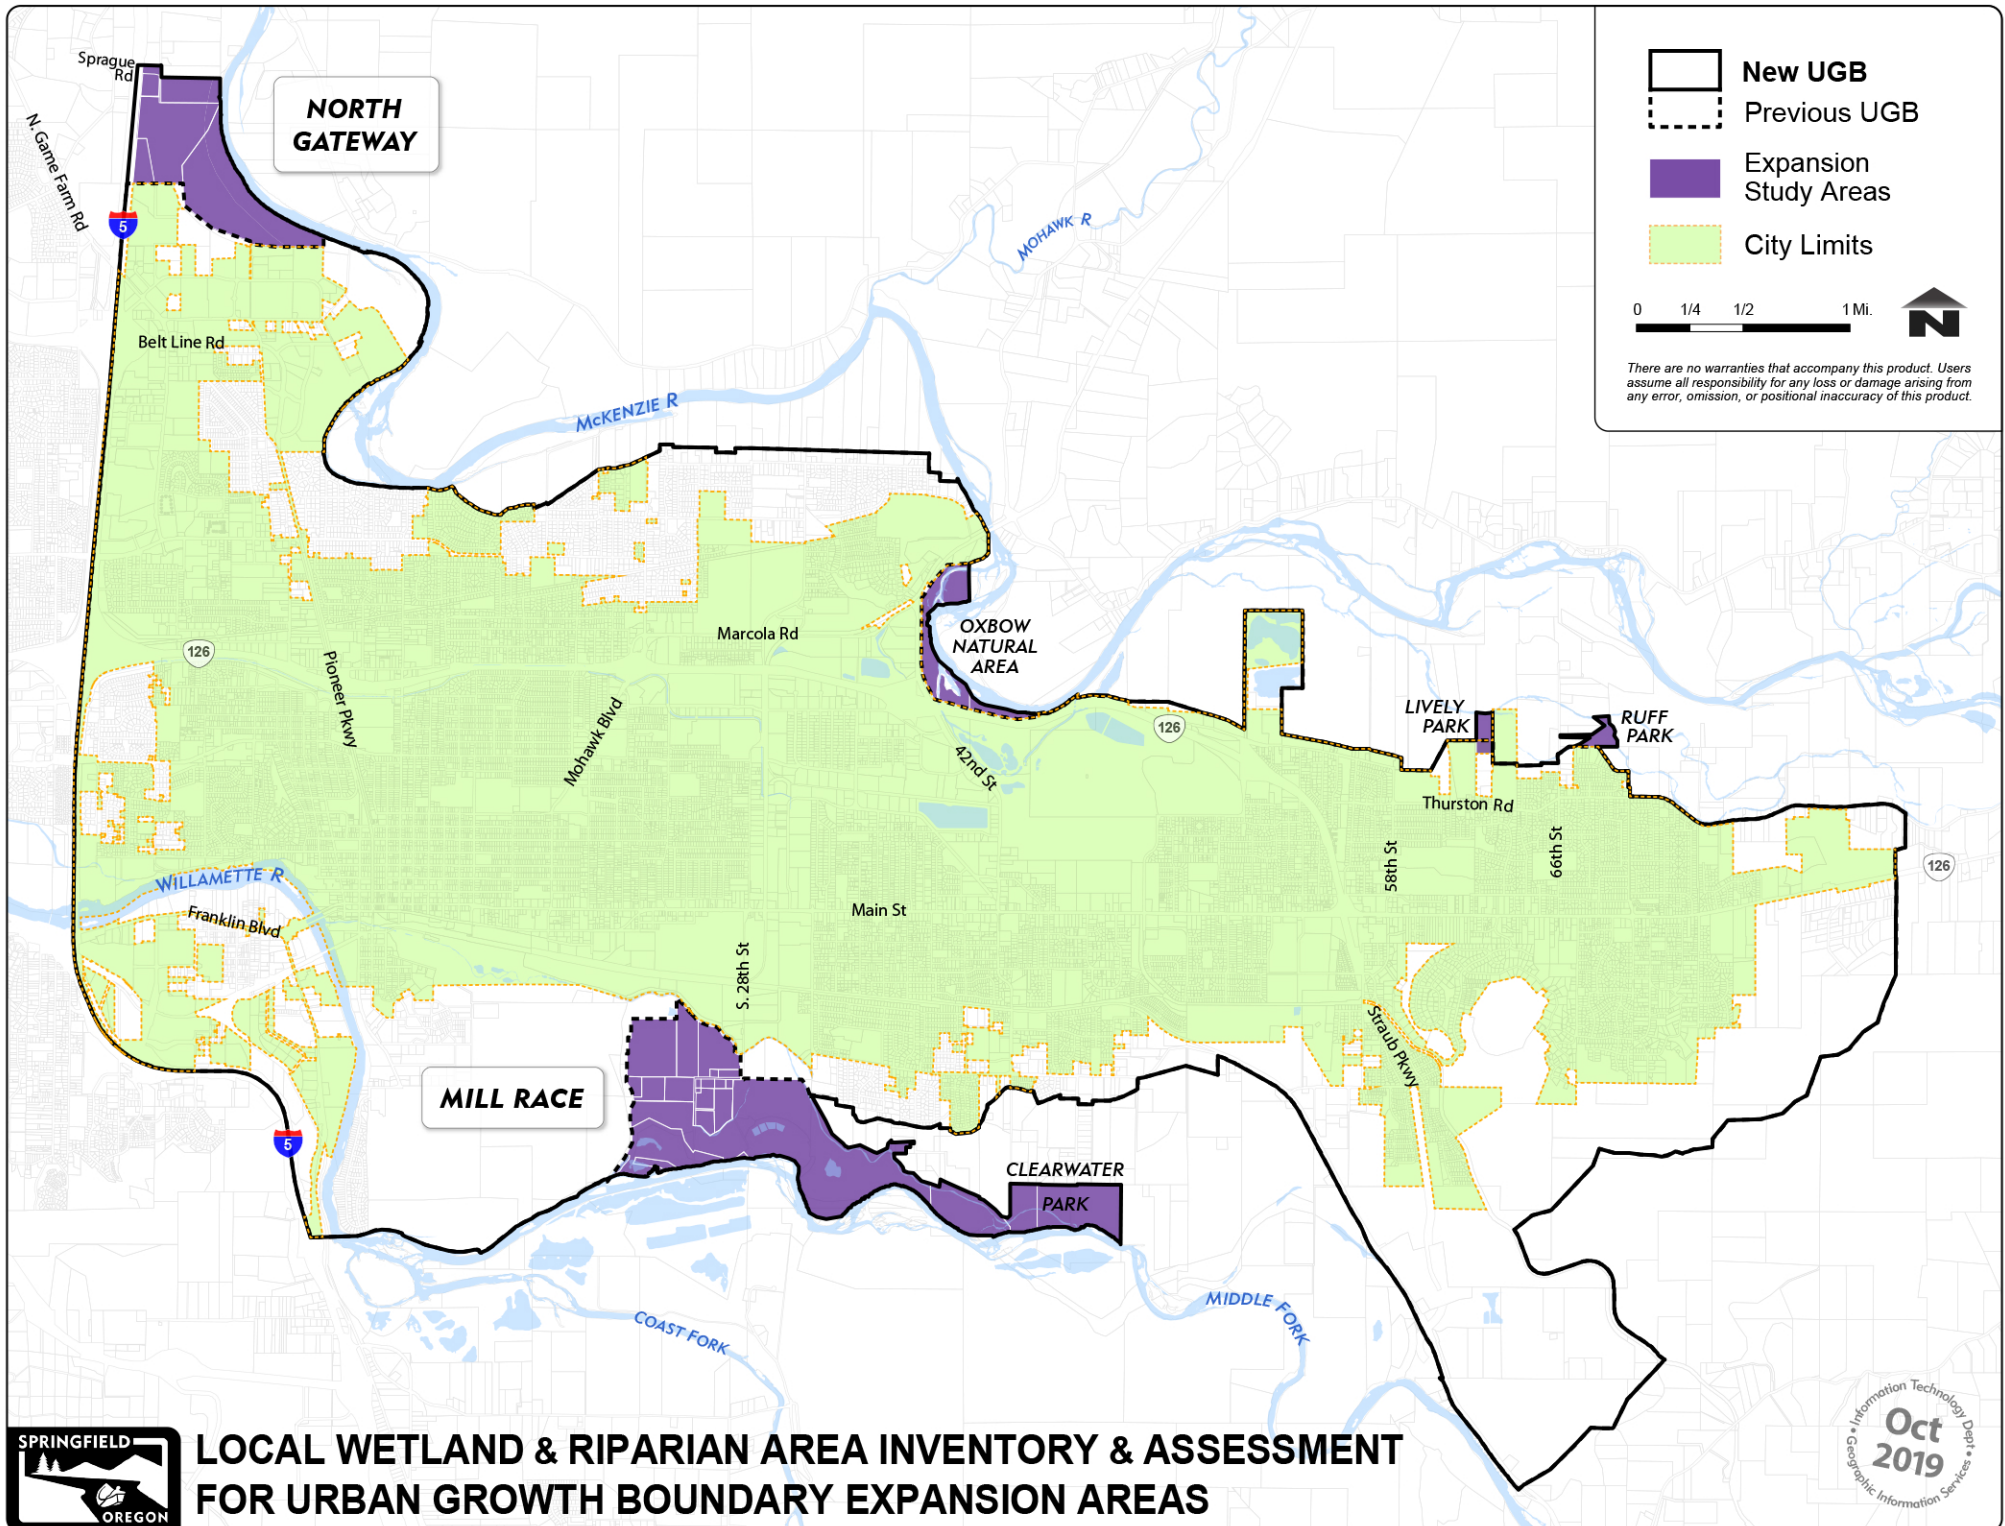 Sprague
Rd
N. Game Farm Rd
NORTH
GATEWAY
5
Belt Line Rd
McKENZIE R
MOHAWK R
New UGB
Previous UGB
Expansion
Study Areas
City Limits
0 1/4 1/2 1 Mi.
N
There are no warranties that accompany this product. Users
assume all responsibility for any loss or damage arising from
any error, omission, or positional inaccuracy of this product.
126
Pioneer Pkwy
Mohawk Blvd
Marcola Rd
OXBOW
NATURAL
AREA
42nd St
126
LIVELY
PARK
RUFF
PARK
Thurston Rd
58th St
66th St
126
WILLAMETTE R
Franklin Blvd
Main St
S. 28th St
Straub Pkwy
MILL RACE
5
CLEARWATER
PARK
COAST FORK
MIDDLE FORK
SPRINGFIELD
OREGON
LOCAL WETLAND & RIPARIAN AREA INVENTORY & ASSESSMENT
FOR URBAN GROWTH BOUNDARY EXPANSION AREAS
Information Technology Dept
Oct
2019
Geographic Information Services